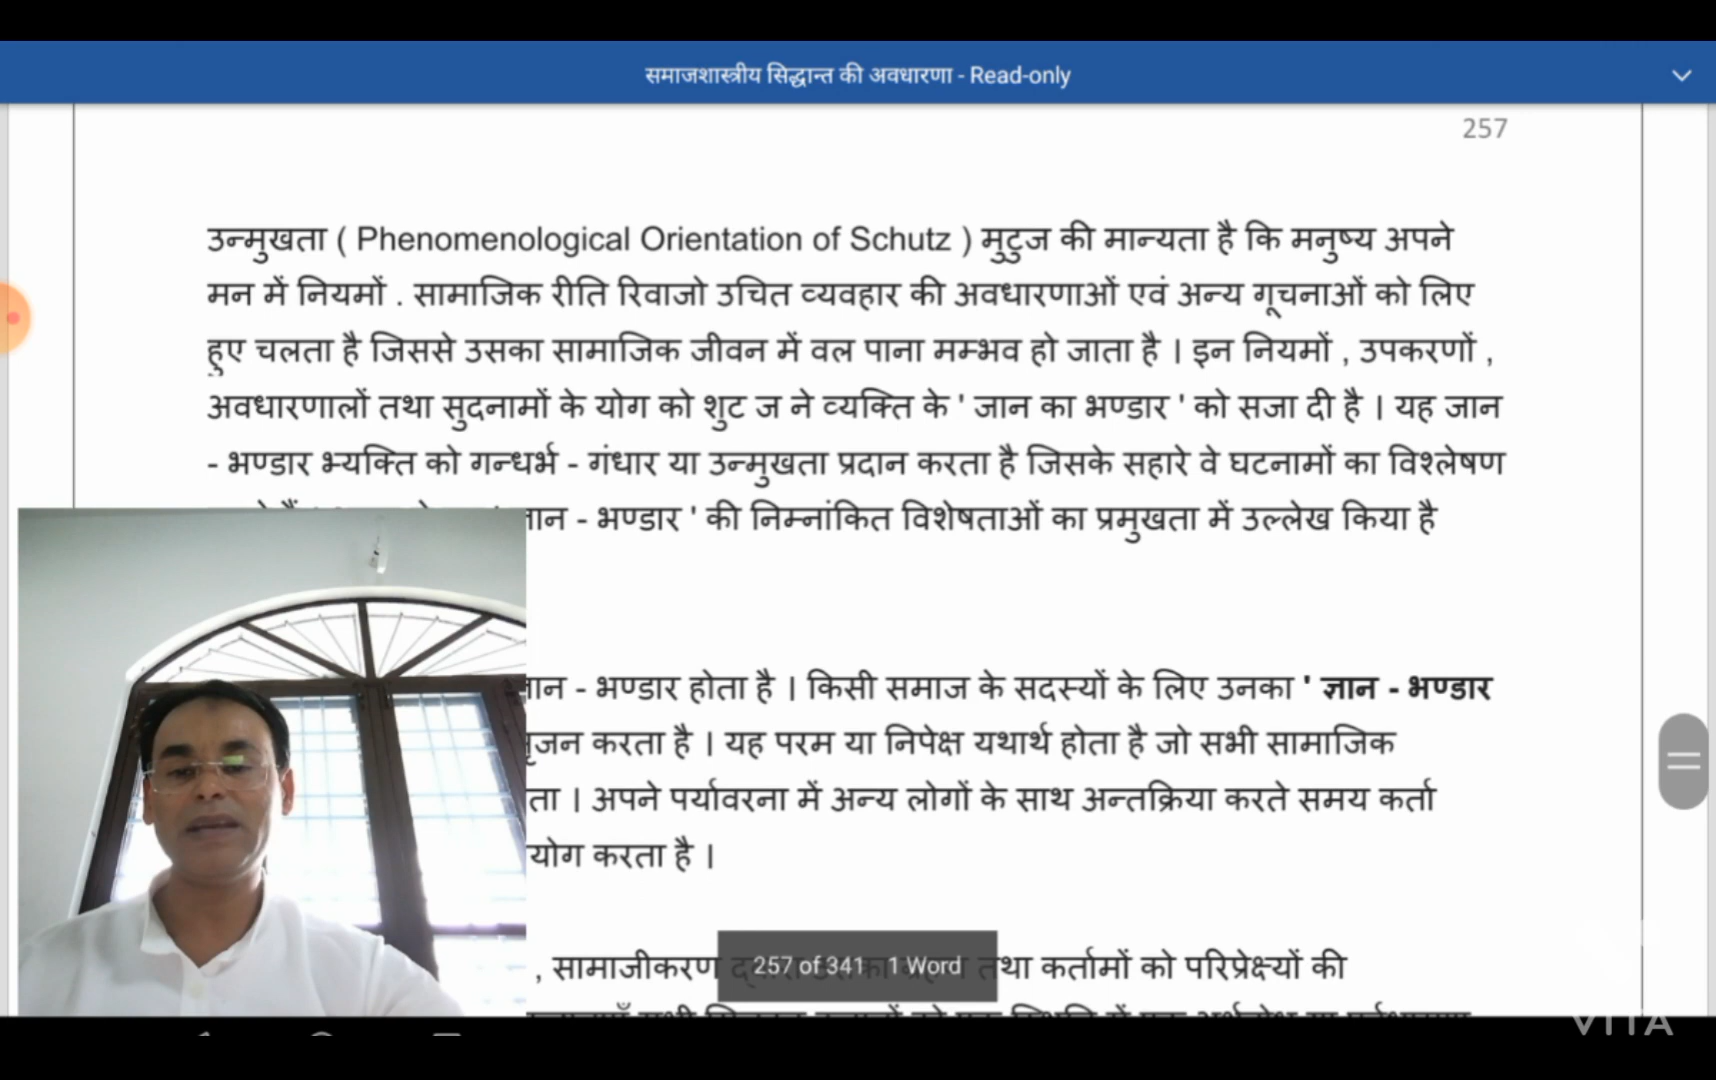 समाजशास्त्रीय सिद्धान्त की अवधारणा - Read-only
257
उन्मुखता ( Phenomenological Orientation of Schutz ) मुटुज की मान्यता है कि मनुष्य अपने
मन में नियमों . सामाजिक रीति रिवाजो उचित व्यवहार की अवधारणाओं एवं अन्य गूचनाओं को लिए
हुए चलता है जिससे उसका सामाजिक जीवन में वल पाना मम्भव हो जाता है । इन नियमों , उपकरणों ,
अवधारणालों तथा सुदनामों के योग को शुट ज ने व्यक्ति के ' जान का भण्डार ' को सजा दी है । यह जान
- भण्डार भ्यक्ति को गन्धर्भ - गंधार या उन्मुखता प्रदान करता है जिसके सहारे वे घटनामों का विश्लेषण
- भण्डार ' की निम्नांकित विशेषताओं का प्रमुखता में उल्लेख किया है
- भण्डार होता है । किसी समाज के सदस्यों के लिए उनका ' ज्ञान - भण्डार
करता है । यह परम या निपेक्ष यथार्थ होता है जो सभी सामाजिक
ता । अपने पर्यावरना में अन्य लोगों के साथ अन्तक्रिया करते समय कर्ता
योग करता है ।
, सामाजीकरण
257 of 341 1 Word
तथा कर्तामों को परिप्रेक्ष्यों की
VITA